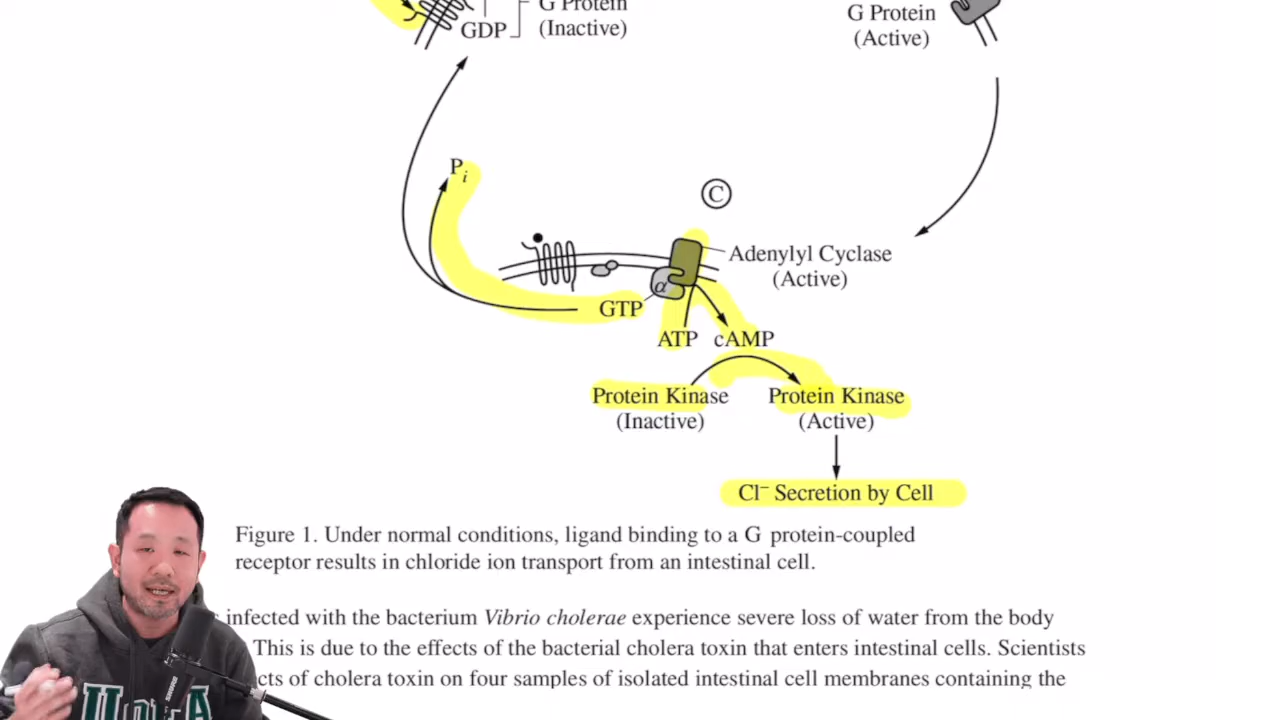 G Protein
GDP (Inactive)
G Protein
(Active)
Pi
C
Adenylyl Cyclase
(Active)
α
GTP
ATP cAMP
Protein Kinase Protein Kinase
(Inactive) (Active)
Cl⁻ Secretion by Cell
Figure 1. Under normal conditions, ligand binding to a G protein-coupled
receptor results in chloride ion transport from an intestinal cell.
infected with the bacterium Vibrio cholerae experience severe loss of water from the body
This is due to the effects of the bacterial cholera toxin that enters intestinal cells. Scientists
of cholera toxin on four samples of isolated intestinal cell membranes containing the